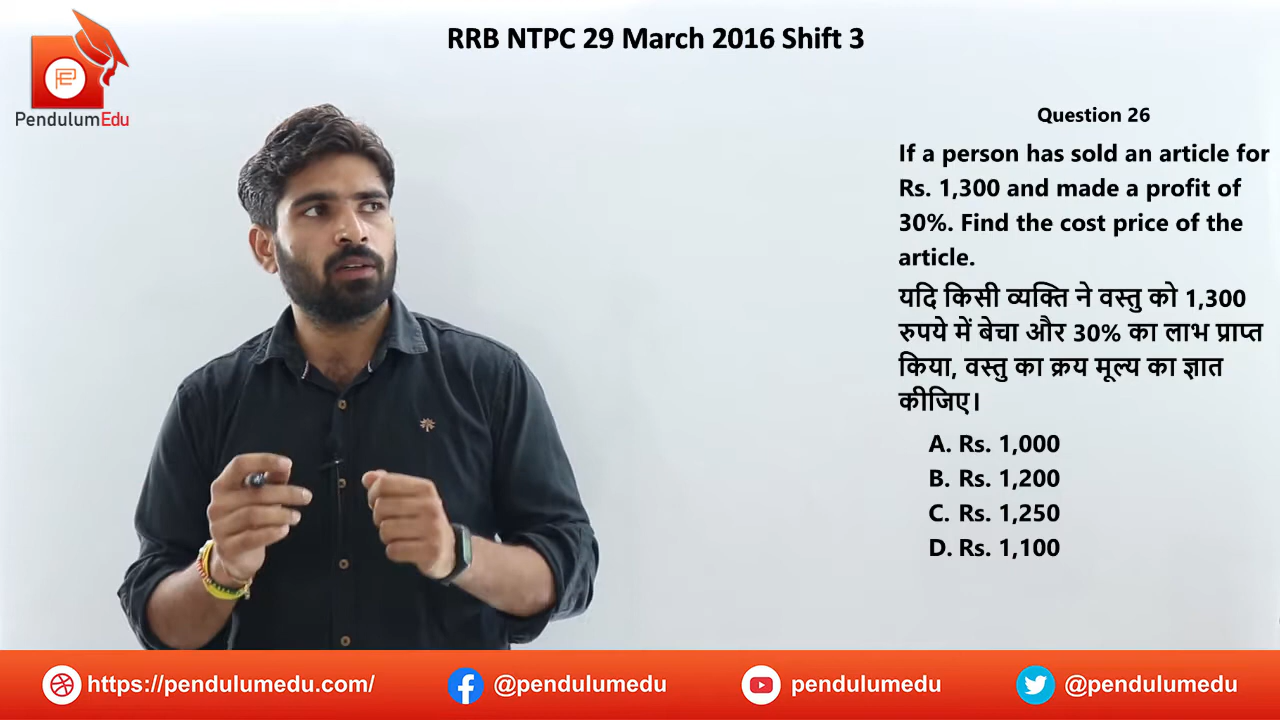 RRB NTPC 29 March 2016 Shift 3
PendulumEdu
Question 26
If a person has sold an article for
Rs. 1,300 and made a profit of
30%. Find the cost price of the
article.
यदि किसी व्यक्ति ने वस्तु को 1,300
रुपये में बेचा और 30% का लाभ प्राप्त
किया, वस्तु का क्रय मूल्य का ज्ञात
कीजिए।
A. Rs. 1,000
B. Rs. 1,200
C. Rs. 1,250
D. Rs. 1,100
https://pendulumedu.com/ @pendulumedu pendulumedu @pendulumedu